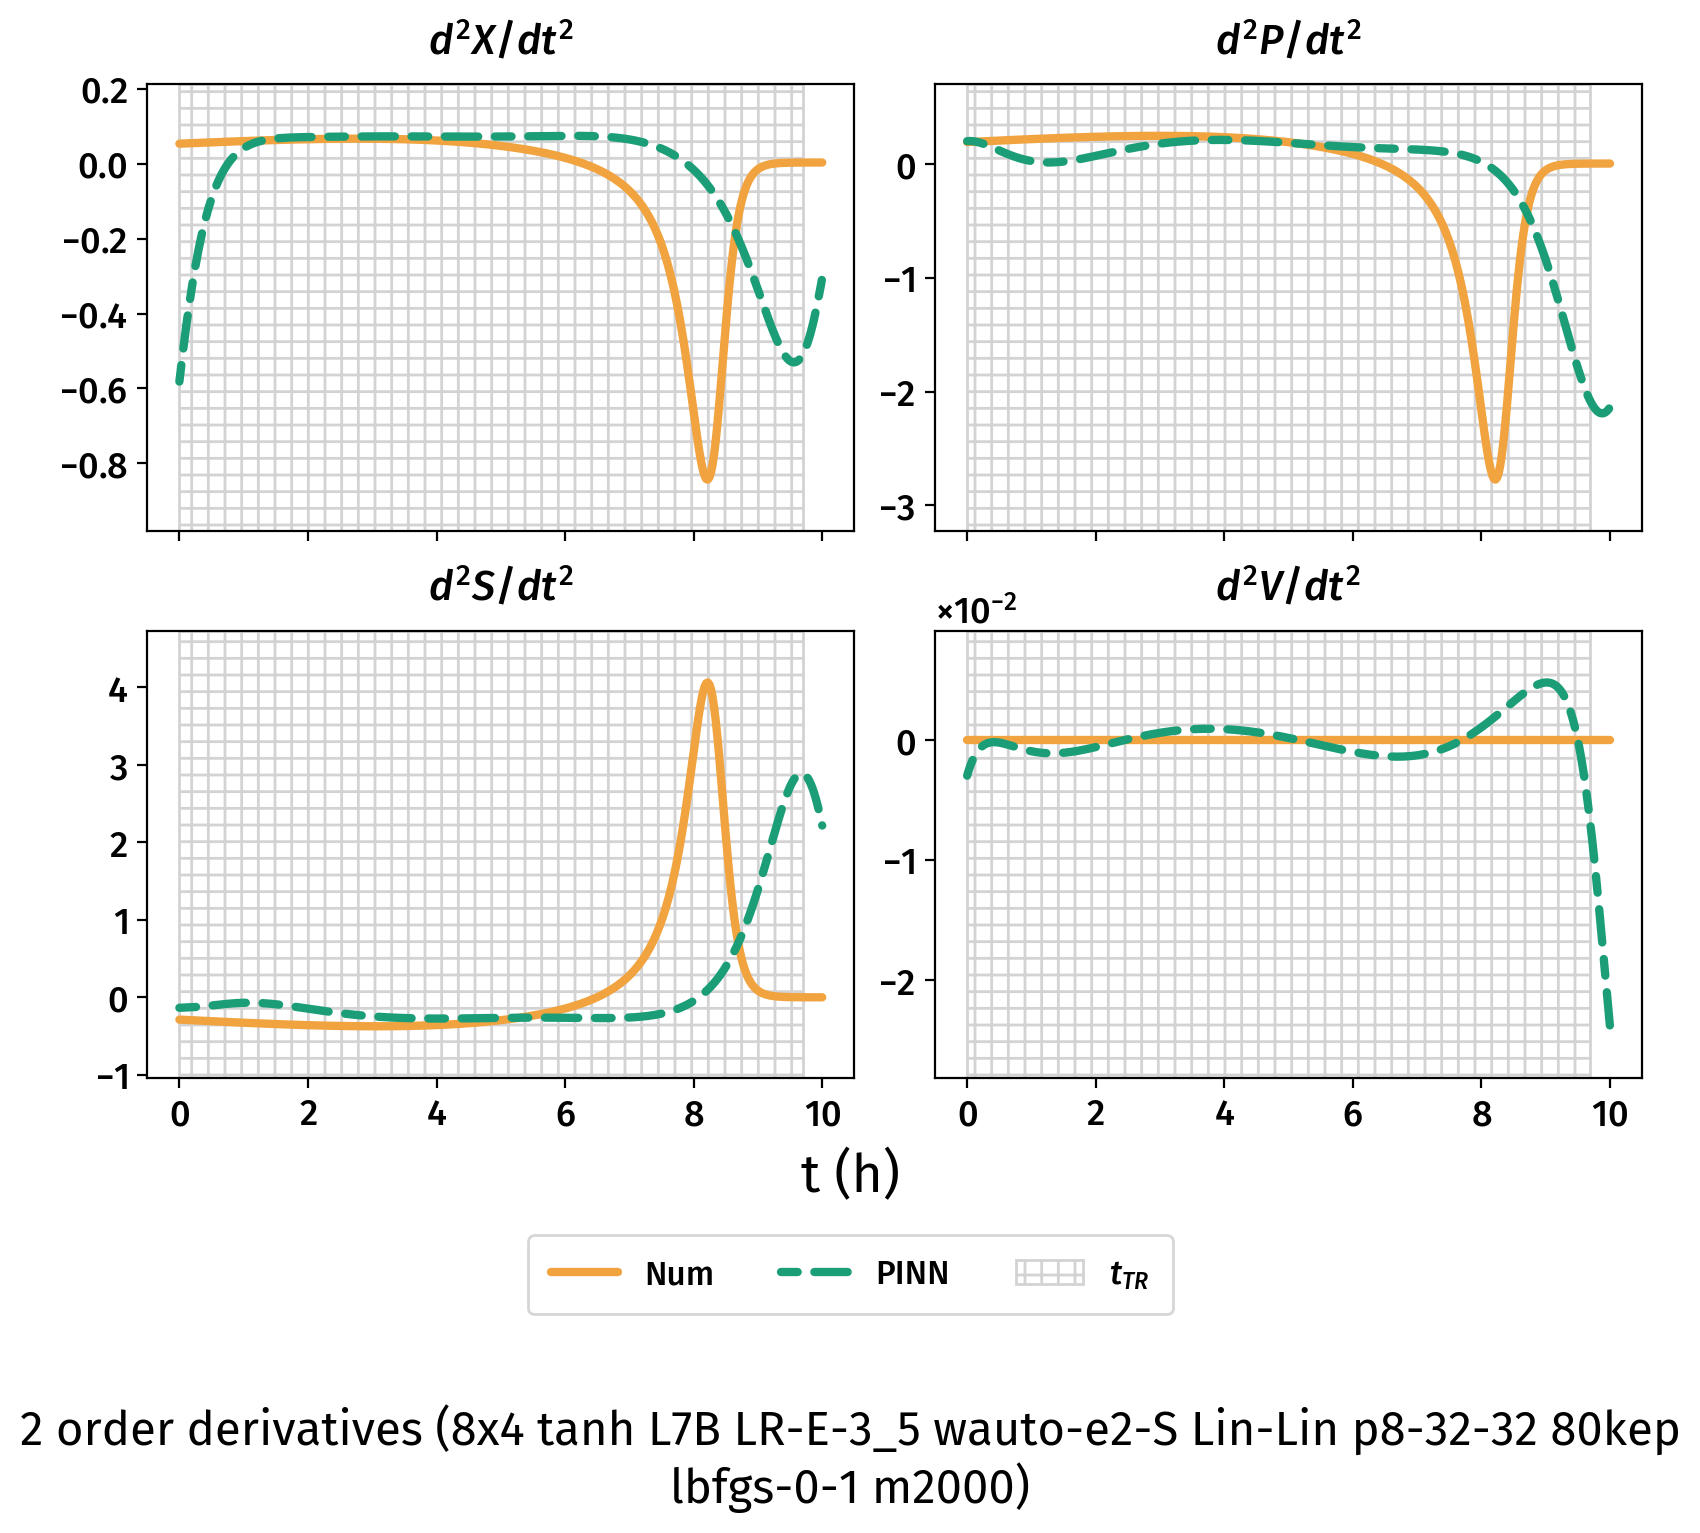 d²X/dt²
d²P/dt²
0.2
0.0
−0.2
−0.4
−0.6
−0.8
0
−1
−2
−3
d²S/dt²
d²V/dt²
×10⁻²
4
3
2
1
0
−1
0
−1
−2
0 2 4 6 8 10
0 2 4 6 8 10
t (h)
Num PINN t_TR
2 order derivatives (8x4 tanh L7B LR-E-3_5 wauto-e2-S Lin-Lin p8-32-32 80kep
lbfgs-0-1 m2000)